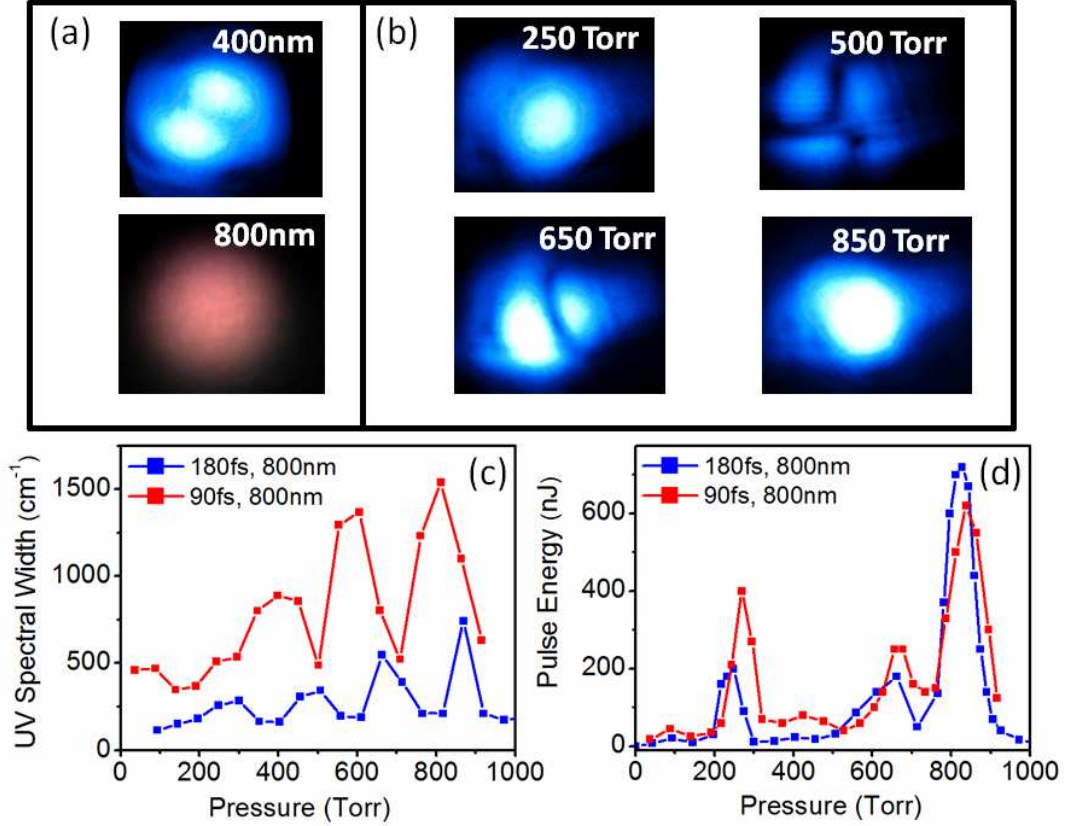 (a)
400nm
800nm
(b)
250 Torr
500 Torr
650 Torr
850 Torr
(c)
180fs, 800nm
90fs, 800nm
UV Spectral Width (cm⁻¹)
1500
1000
500
0
0 200 400 600 800 1000
Pressure (Torr)
(d)
180fs, 800nm
90fs, 800nm
Pulse Energy (nJ)
600
400
200
0
0 200 400 600 800 1000
Pressure (Torr)